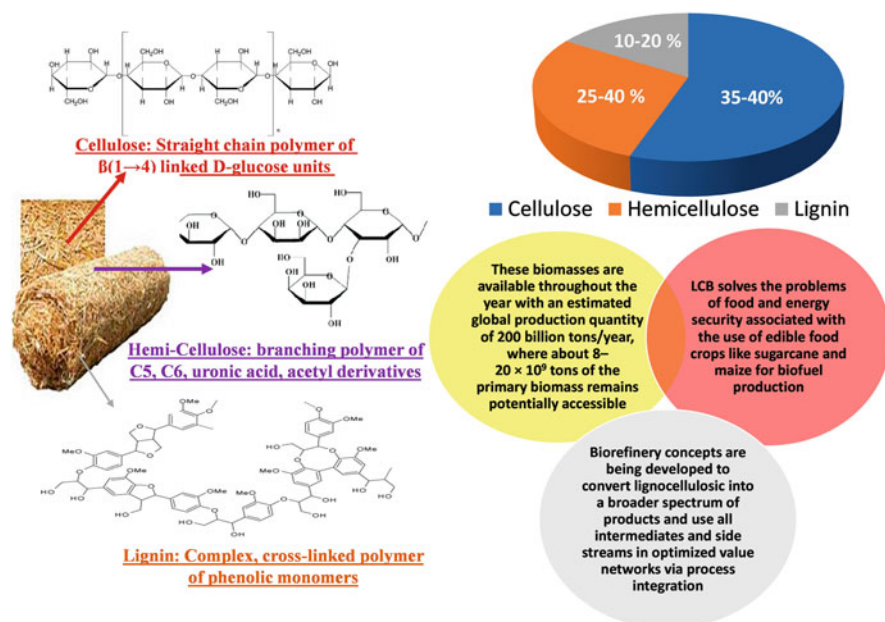 Cellulose: Straight chain polymer of
ß(1→4) linked D-glucose units
Hemi-Cellulose: branching polymer of
C5, C6, uronic acid, acetyl derivatives
Lignin: Complex, cross-linked polymer
of phenolic monomers
10-20 %
25-40 %
35-40%
Cellulose
Hemicellulose
Lignin
These biomasses are
available throughout the
year with an estimated
global production quantity
of 200 billion tons/year,
where about 8–
20 × 10⁹ tons of the
primary biomass remains
potentially accessible
LCB solves the problems
of food and energy
security associated with
the use of edible food
crops like sugarcane and
maize for biofuel
production
Biorefinery concepts are
being developed to
convert lignocellulosic into
a broader spectrum of
products and use all
intermediates and side
streams in optimized value
networks via process
integration